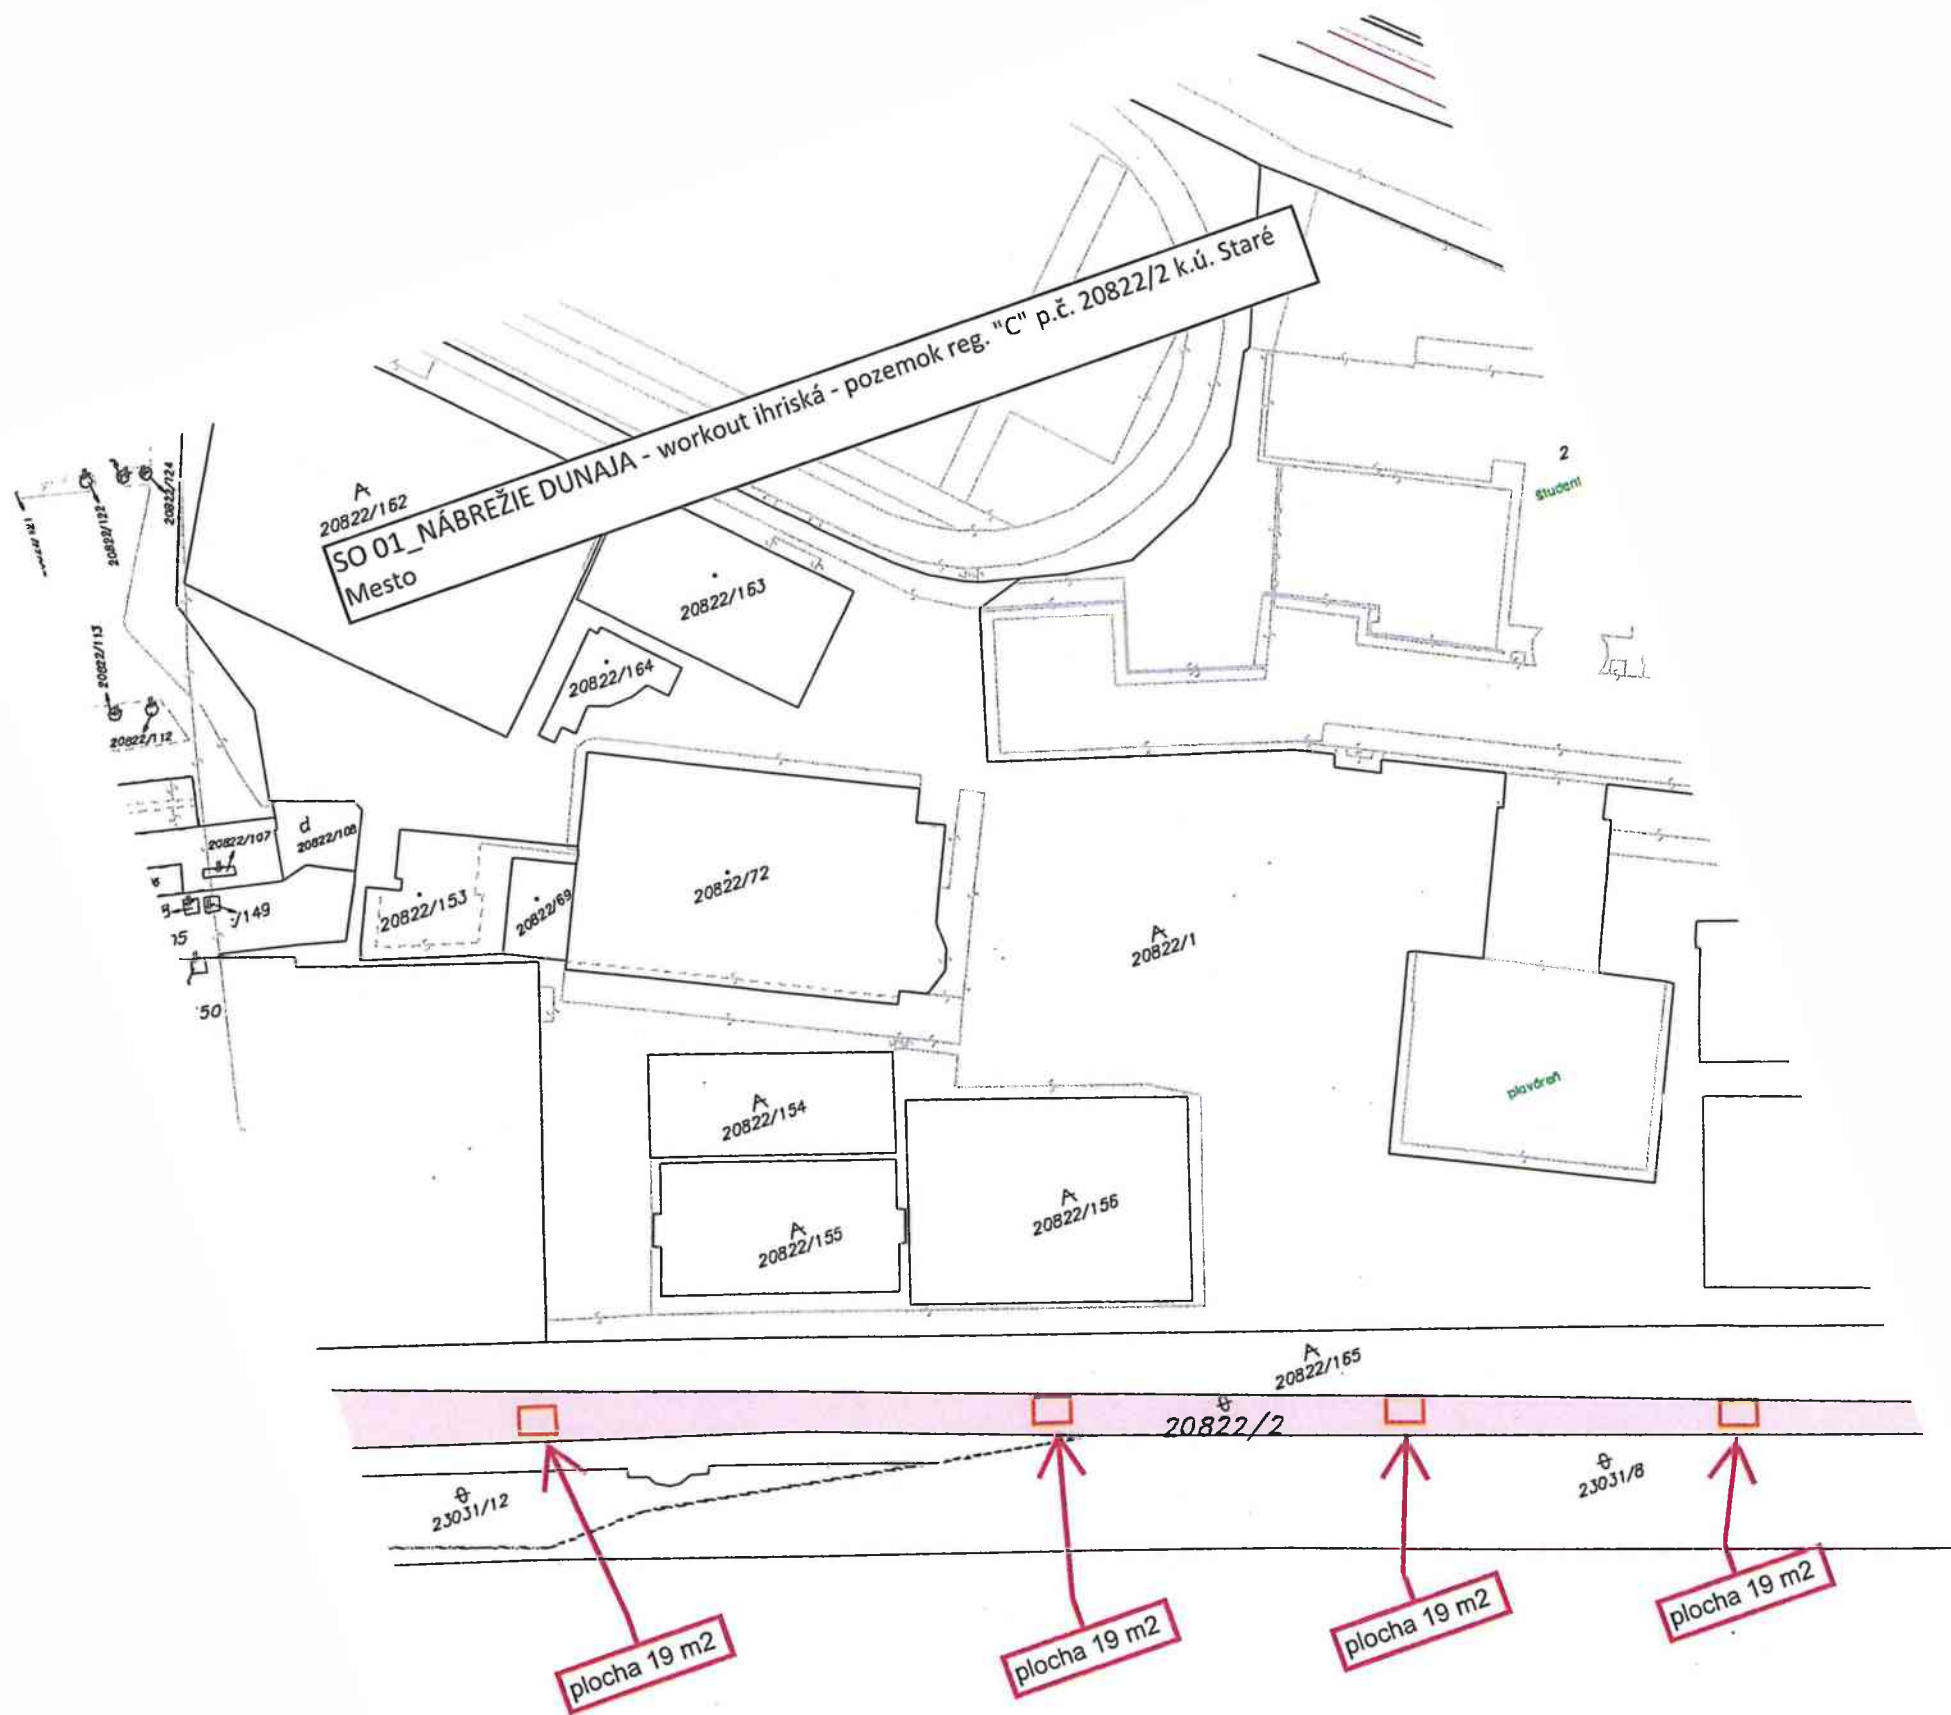 SO 01_NÁBREŽIE DUNAJA - workout ihriská - pozemok reg. "C" p.č. 20822/2 k.ú. Staré
Mesto
A
20822/162
2
študent
20822/124
20822/122
20822/163
20822/164
20822/113
20822/112
d
20822/108
20822/107
20822/72
20822/153
20822/69
/149
15
50
A
20822/1
plaváreň
A
20822/154
A
20822/155
A
20822/156
A
20822/165
20822/2
23031/12
23031/8
plocha 19 m2
plocha 19 m2
plocha 19 m2
plocha 19 m2